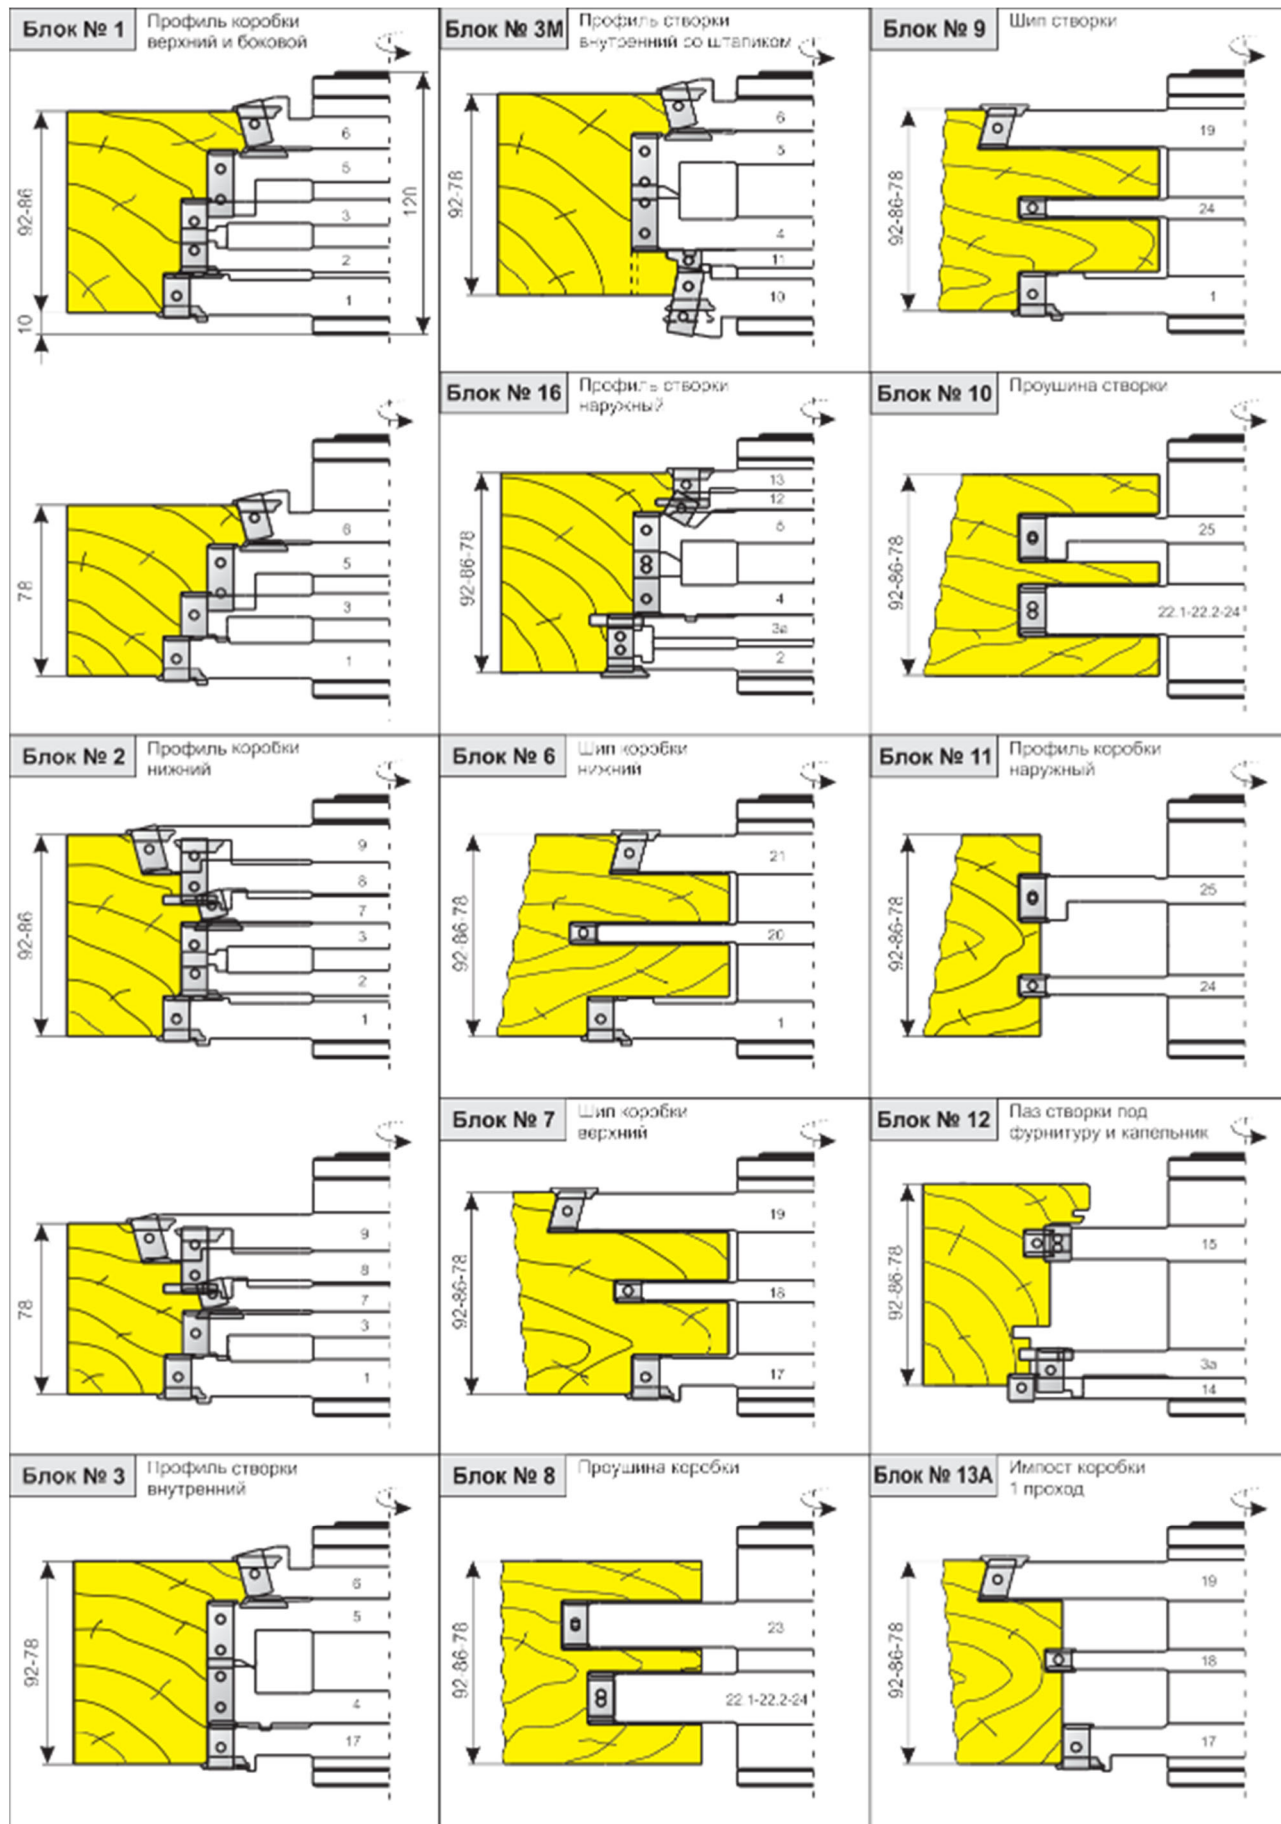 Блок № 1
Профиль коробки
верхний и боковой
92-86
10
120
6
5
3
2
1
78
6
5
3
1
Блок № 3М
Профиль створки
внутренний со штапиком
92-78
6
5
4
11
10
Блок № 9
Шип створки
92-86-78
19
24
1
Блок № 16
Профиль створки
наружный
92-86-78
13
12
5
4
3а
2
Блок № 10
Проушина створки
92-86-78
25
22.1-22.2-24
Блок № 2
Профиль коробки
нижний
92-86
9
8
7
3
2
1
78
9
8
7
3
1
Блок № 6
Шип коробки
нижний
92-86-78
21
20
1
Блок № 11
Профиль коробки
наружный
92-86-78
25
24
Блок № 7
Шип коробки
верхний
92-86-78
19
18
17
Блок № 12
Паз створки под
фурнитуру и капельник
92-86-78
15
3а
14
Блок № 3
Профиль створки
внутренний
92-78
6
5
4
17
Блок № 8
Проушина коробки
92-86-78
23
22.1-22.2-24
Блок № 13А
Импост коробки
1 проход
92-86-78
19
18
17